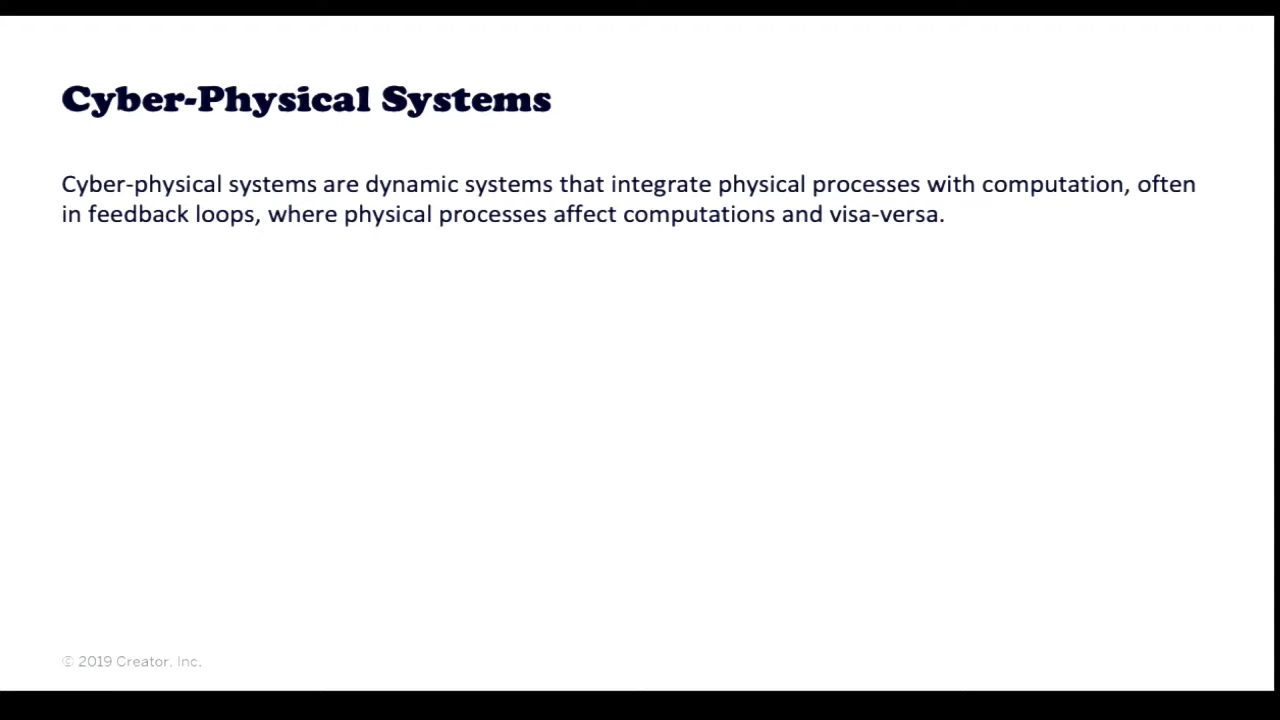 Cyber-Physical Systems
Cyber-physical systems are dynamic systems that integrate physical processes with computation, often
in feedback loops, where physical processes affect computations and visa-versa.
© 2019 Creator, Inc.